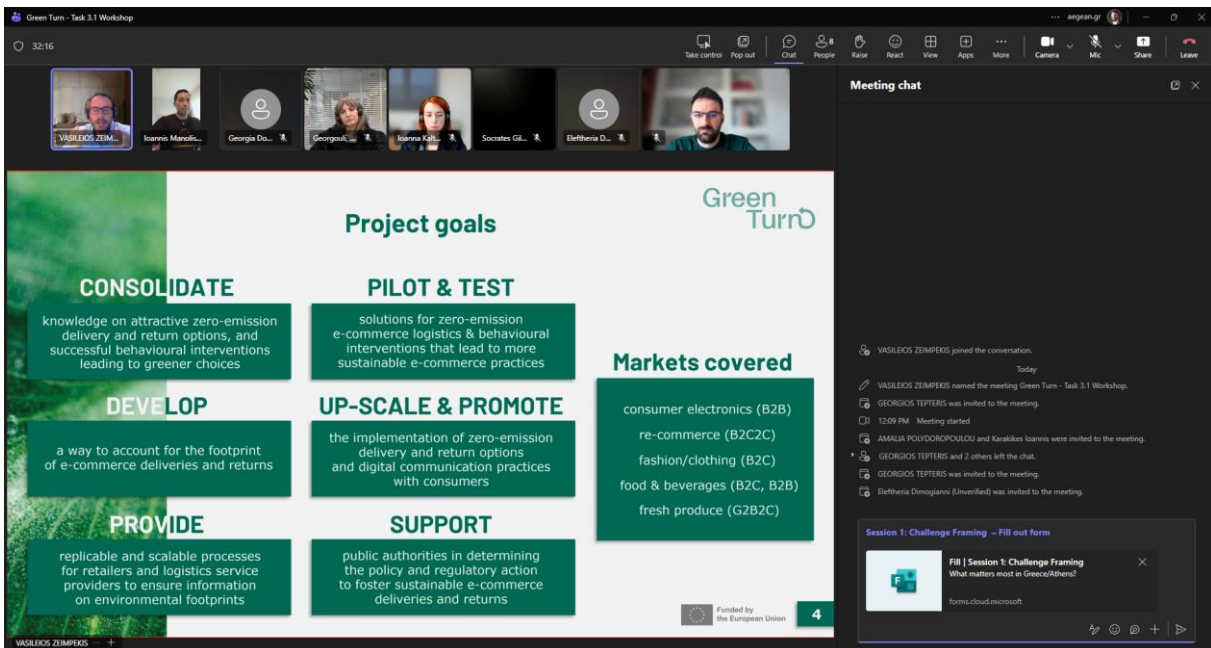 Green Turn - Task 3.1 Workshop
aegean.gr
32:16
Take control
Pop out
Chat
People
8
Raise
React
View
Apps
More
Camera
Mic
Share
Leave
VASILEIOS ZEIM...
Ioannis Manolis...
Georgia Do...
Georgouli, ...
Ioanna Kalt...
Socrates Gil...
Eleftheria D...
Green
Turn
Project goals
CONSOLIDATE
knowledge on attractive zero-emission
delivery and return options, and
successful behavioural interventions
leading to greener choices
PILOT & TEST
solutions for zero-emission
e-commerce logistics & behavioural
interventions that lead to more
sustainable e-commerce practices
DEVELOP
a way to account for the footprint
of e-commerce deliveries and returns
UP-SCALE & PROMOTE
the implementation of zero-emission
delivery and return options
and digital communication practices
with consumers
PROVIDE
replicable and scalable processes
for retailers and logistics service
providers to ensure information
on environmental footprints
SUPPORT
public authorities in determining
the policy and regulatory action
to foster sustainable e-commerce
deliveries and returns
Markets covered
consumer electronics (B2B)
re-commerce (B2C2C)
fashion/clothing (B2C)
food & beverages (B2C, B2B)
fresh produce (G2B2C)
Funded by
the European Union
4
VASILEIOS ZEIMPEKIS
Meeting chat
VASILEIOS ZEIMPEKIS joined the conversation.
Today
VASILEIOS ZEIMPEKIS named the meeting Green Turn - Task 3.1 Workshop.
GEORGIOS TEPTERIS was invited to the meeting.
12:09 PM Meeting started
AMALIA POLYDOROPOULOU and Karakikes Ioannis were invited to the meeting.
GEORGIOS TEPTERIS and 2 others left the chat.
GEORGIOS TEPTERIS was invited to the meeting.
Eleftheria Dimogianni (Unverified) was invited to the meeting.
Session 1: Challenge Framing – Fill out form
Fill | Session 1: Challenge Framing
What matters most in Greece/Athens?
forms.cloud.microsoft